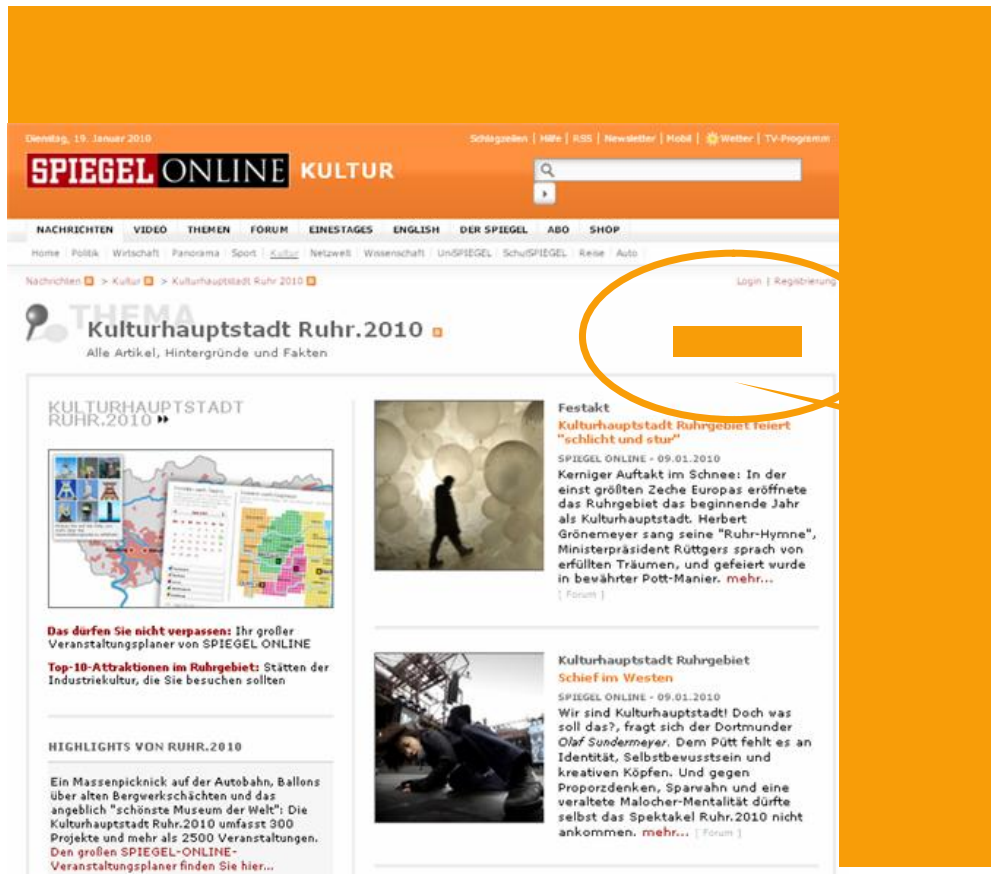 Dienstag, 19. Januar 2010
Schlagzeilen | Hilfe | RSS | Newsletter | Mobil | Wetter | TV-Programm
SPIEGEL ONLINE KULTUR
NACHRICHTEN VIDEO THEMEN FORUM EINESTAGES ENGLISH DER SPIEGEL ABO SHOP
Home | Politik | Wirtschaft | Panorama | Sport | Kultur | Netzwelt | Wissenschaft | UniSPIEGEL | SchulSPIEGEL | Reise | Auto
Nachrichten > Kultur > Kulturhauptstadt Ruhr 2010
Login | Registrierung
THEMA
Kulturhauptstadt Ruhr.2010
Alle Artikel, Hintergründe und Fakten
KULTURHAUPTSTADT
RUHR.2010
Das dürfen Sie nicht verpassen: Ihr großer
Veranstaltungsplaner von SPIEGEL ONLINE
Top-10-Attraktionen im Ruhrgebiet: Stätten der
Industriekultur, die Sie besuchen sollten
HIGHLIGHTS VON RUHR.2010
Ein Massenpicknick auf der Autobahn, Ballons
über alten Bergwerkschächten und das
angeblich "schönste Museum der Welt": Die
Kulturhauptstadt Ruhr.2010 umfasst 300
Projekte und mehr als 2500 Veranstaltungen.
Den großen SPIEGEL-ONLINE-
Veranstaltungsplaner finden Sie hier...
Festakt
Kulturhauptstadt Ruhrgebiet feiert
"schlicht und stur"
SPIEGEL ONLINE - 09.01.2010
Kerniger Auftakt im Schnee: In der
einst größten Zeche Europas eröffnete
das Ruhrgebiet das beginnende Jahr
als Kulturhauptstadt. Herbert
Grönemeyer sang seine "Ruhr-Hymne",
Ministerpräsident Rüttgers sprach von
erfüllten Träumen, und gefeiert wurde
in bewährter Pott-Manier. mehr...
[ Forum ]
Kulturhauptstadt Ruhrgebiet
Schief im Westen
SPIEGEL ONLINE - 09.01.2010
Wir sind Kulturhauptstadt! Doch was
soll das?, fragt sich der Dortmunder
Olaf Sundermeyer. Dem Pütt fehlt es an
Identität, Selbstbewusstsein und
kreativen Köpfen. Und gegen
Proporzdenken, Sparwahn und eine
veraltete Malocher-Mentalität dürfte
selbst das Spektakel Ruhr.2010 nicht
ankommen. mehr... [ Forum ]